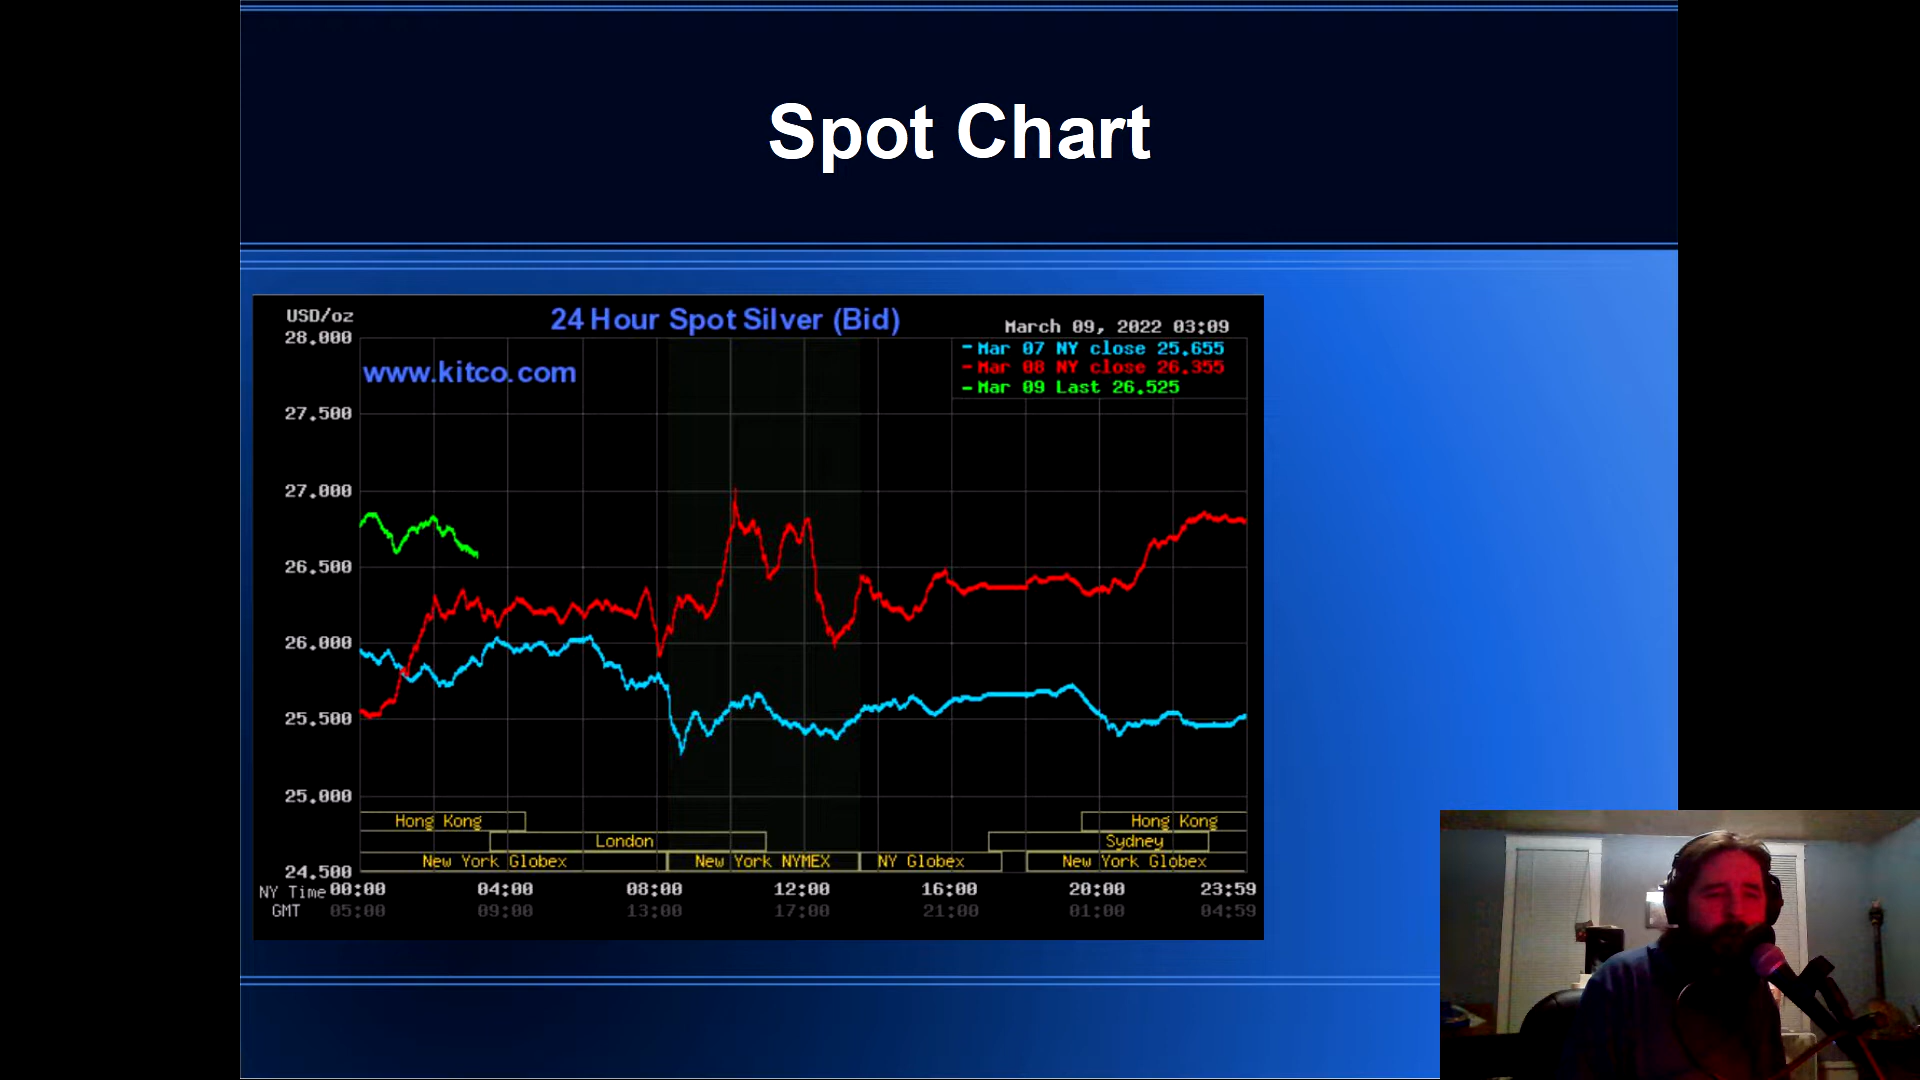 Spot Chart
USD/oz
24 Hour Spot Silver (Bid)
March 09, 2022 03:09
www.kitco.com
Mar 07 NY close 25.655
Mar 08 NY close 26.355
Mar 09 Last 26.525
28.000
27.500
27.000
26.500
26.000
25.500
25.000
24.500
Hong Kong
Hong Kong
London
Sydney
New York Globex
New York NYMEX
NY Globex
New York Globex
NY Time 00:00 04:00 08:00 12:00 16:00 20:00 23:59
GMT 05:00 09:00 13:00 17:00 21:00 01:00 04:59